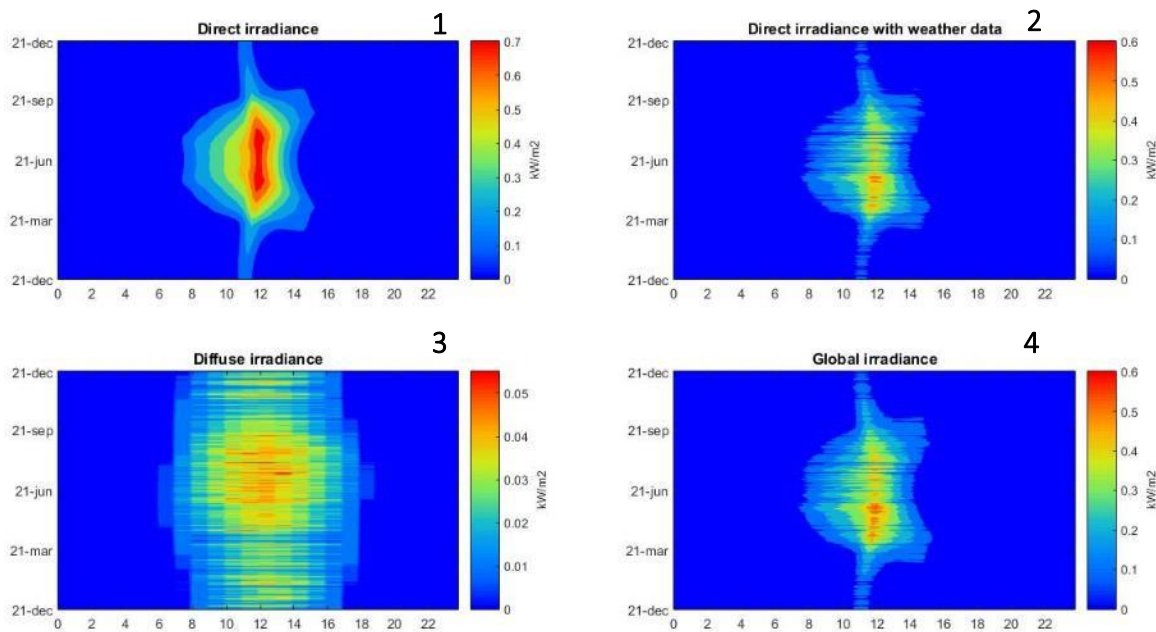 1
Direct irradiance
21-dec
21-sep
21-jun
21-mar
21-dec
0 2 4 6 8 10 12 14 16 18 20 22
0.7
0.6
0.5
0.4
0.3
0.2
0.1
0
kW/m2
2
Direct irradiance with weather data
21-dec
21-sep
21-jun
21-mar
21-dec
0 2 4 6 8 10 12 14 16 18 20 22
0.6
0.5
0.4
0.3
0.2
0.1
0
kW/m2
3
Diffuse irradiance
21-dec
21-sep
21-jun
21-mar
21-dec
0 2 4 6 8 10 12 14 16 18 20 22
0.05
0.04
0.03
0.02
0.01
0
kW/m2
4
Global irradiance
21-dec
21-sep
21-jun
21-mar
21-dec
0 2 4 6 8 10 12 14 16 18 20 22
0.6
0.5
0.4
0.3
0.2
0.1
0
kW/m2